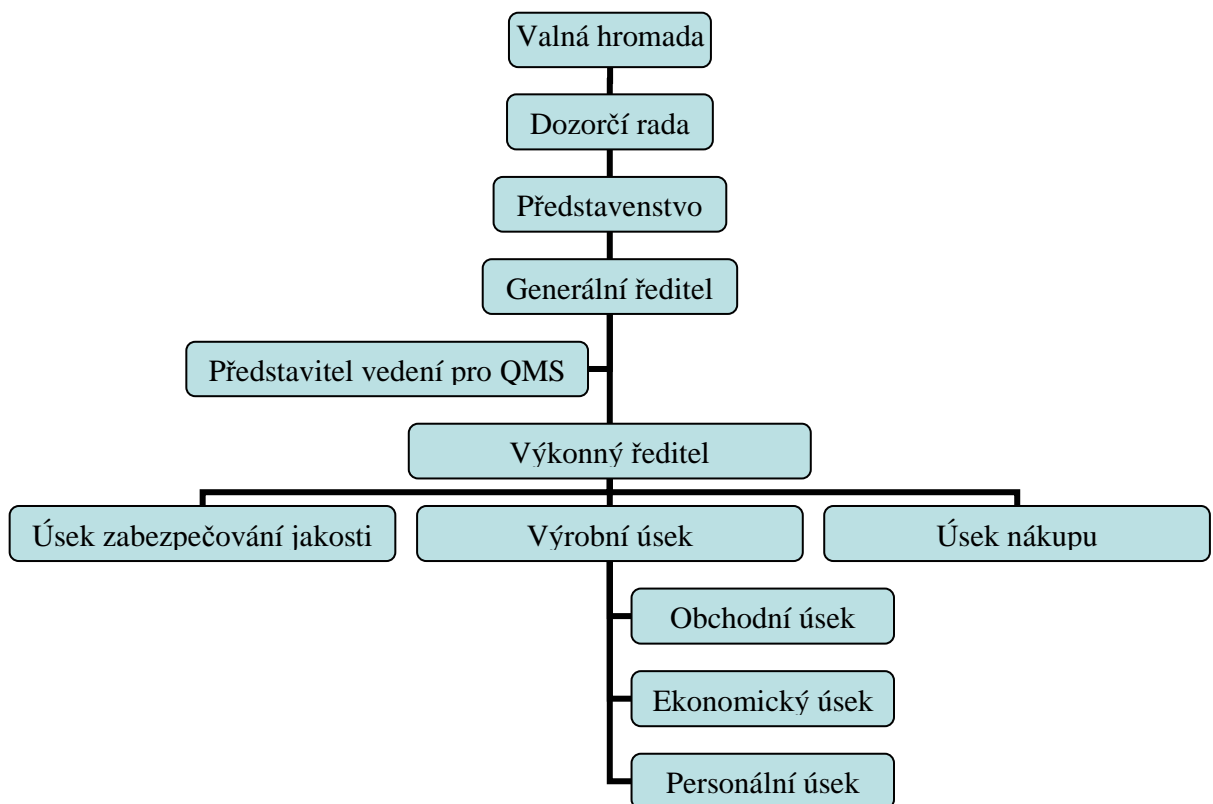 Valná hromada
Dozorčí rada
Představenstvo
Generální ředitel
Představitel vedení pro QMS
Výkonný ředitel
Úsek zabezpečování jakosti
Výrobní úsek
Úsek nákupu
Obchodní úsek
Ekonomický úsek
Personální úsek